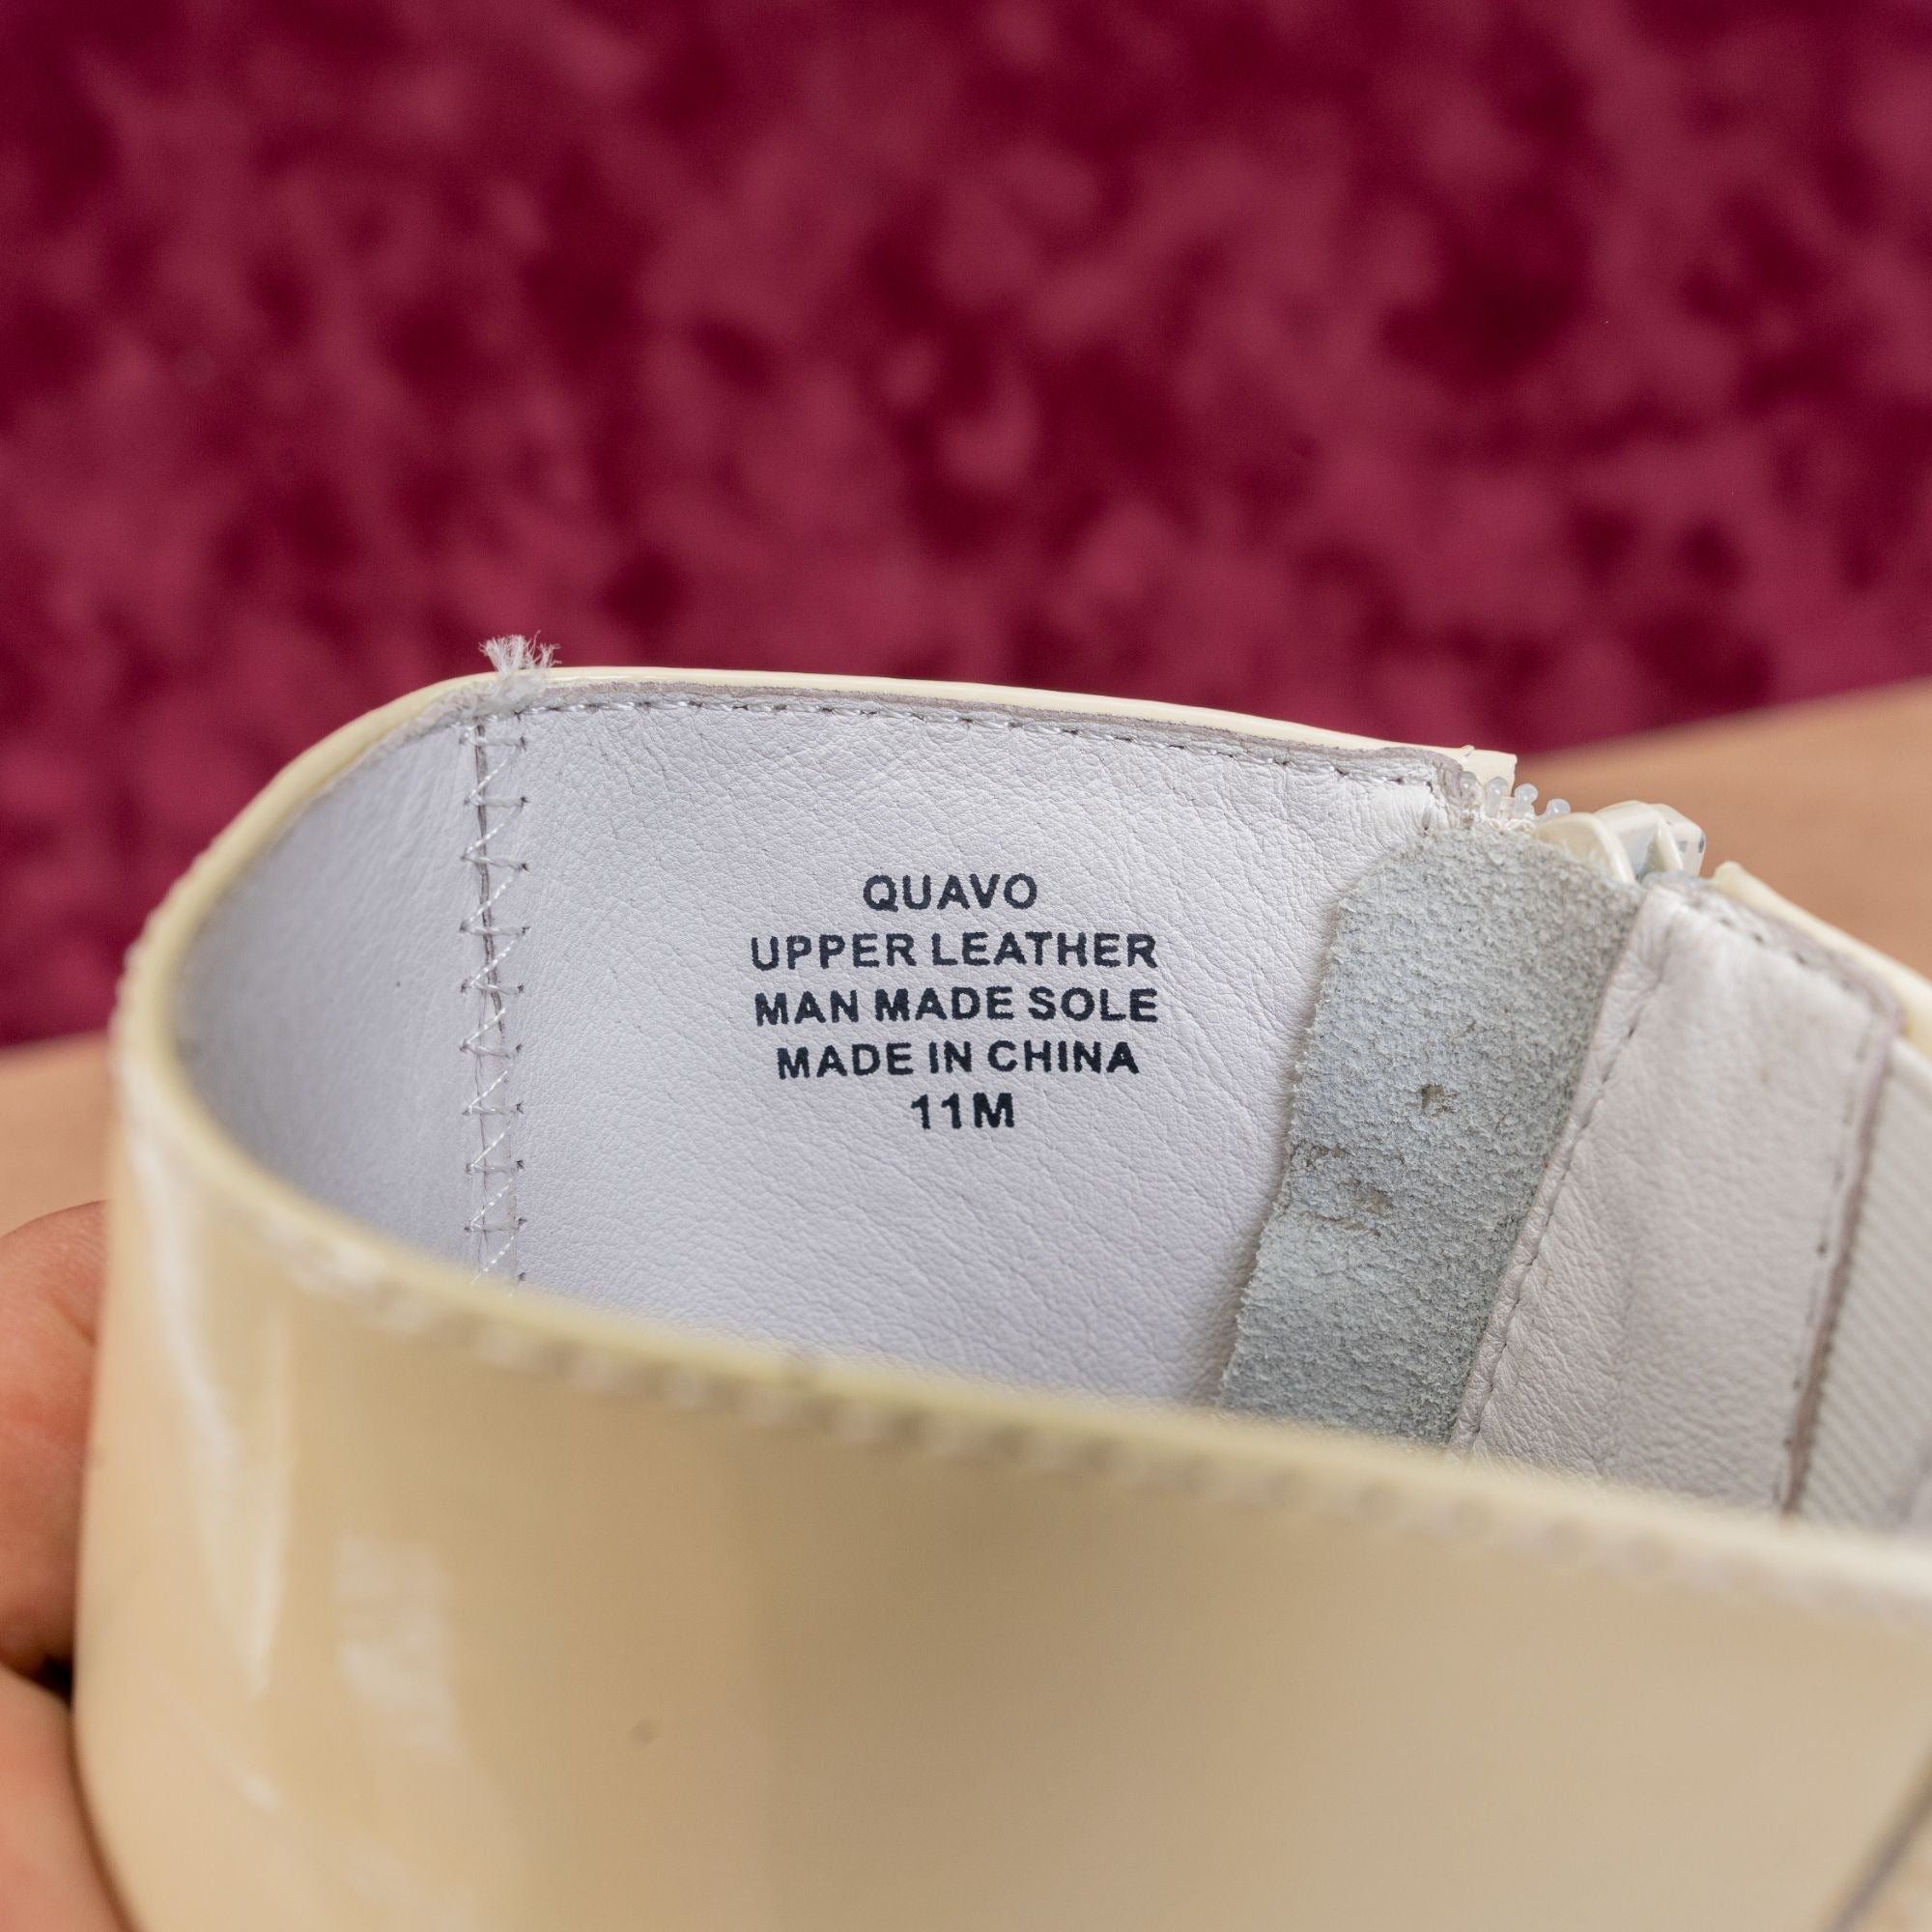 QUAVO
UPPER LEATHER
MAN MADE SOLE
MADE IN CHINA
11M